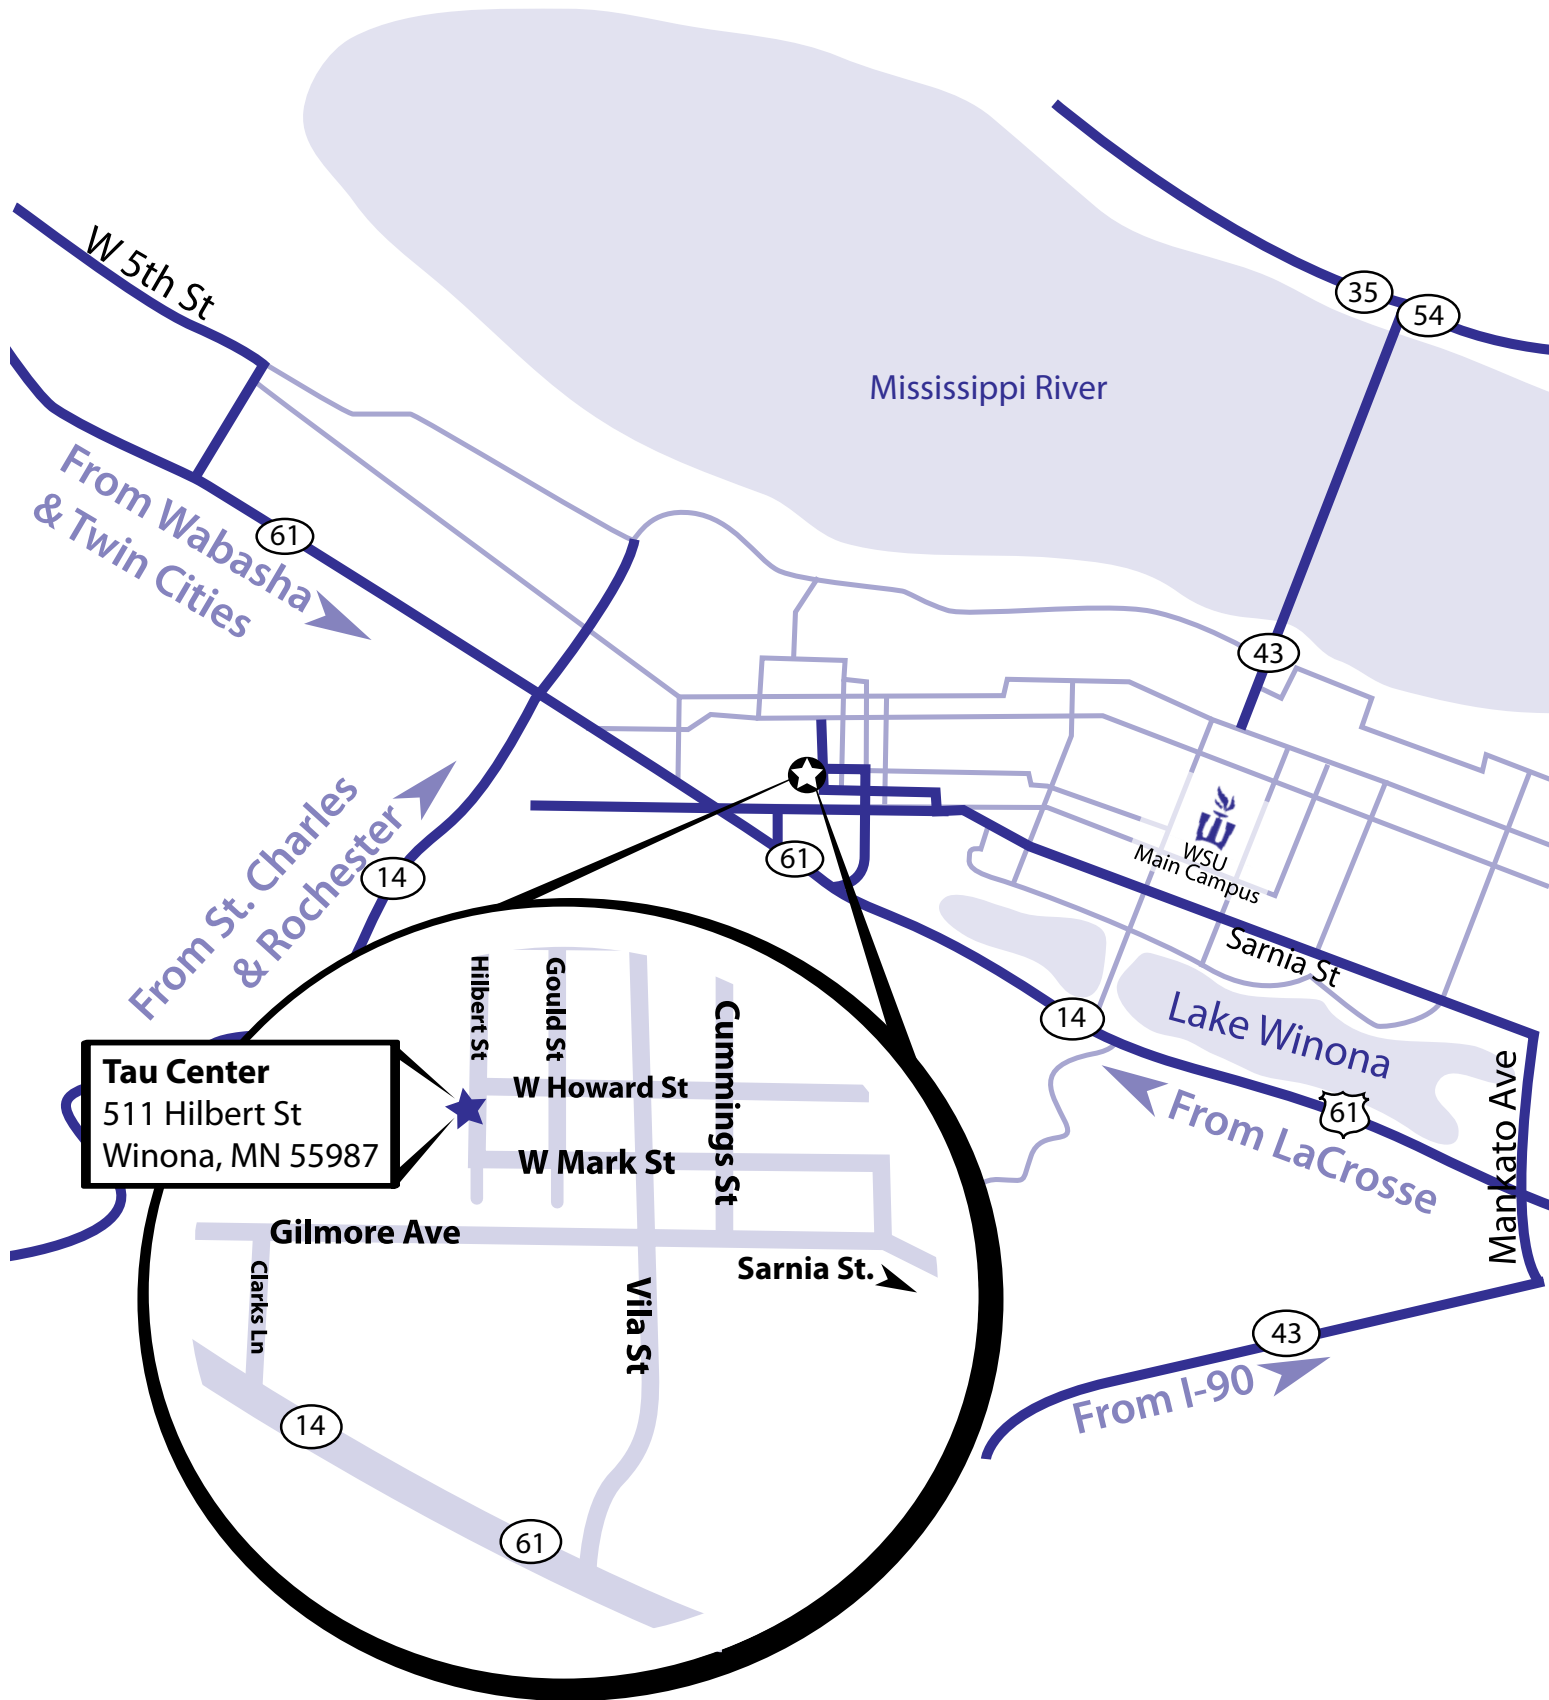 W 5th St
35
54
Mississippi River
From Wabasha
& Twin Cities
61
43
From St. Charles
& Rochester
14
61
WSU
Main Campus
Sarnia St
14
Lake Winona
61
From LaCrosse
Mankato Ave
43
From I-90
Tau Center
511 Hilbert St
Winona, MN 55987
Hilbert St
Gould St
Cummings St
W Howard St
W Mark St
Gilmore Ave
Sarnia St.
Clarks Ln
Vila St
14
61